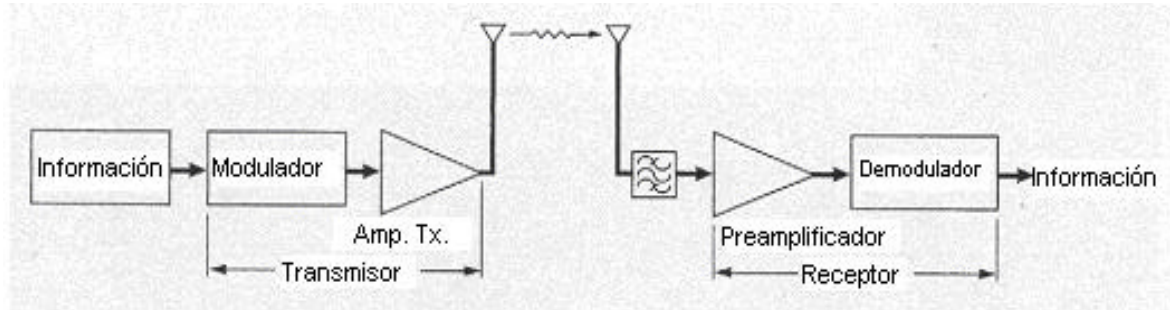 Información
Modulador
Amp. Tx.
Transmisor
Preamplificador
Demodulador
Información
Receptor